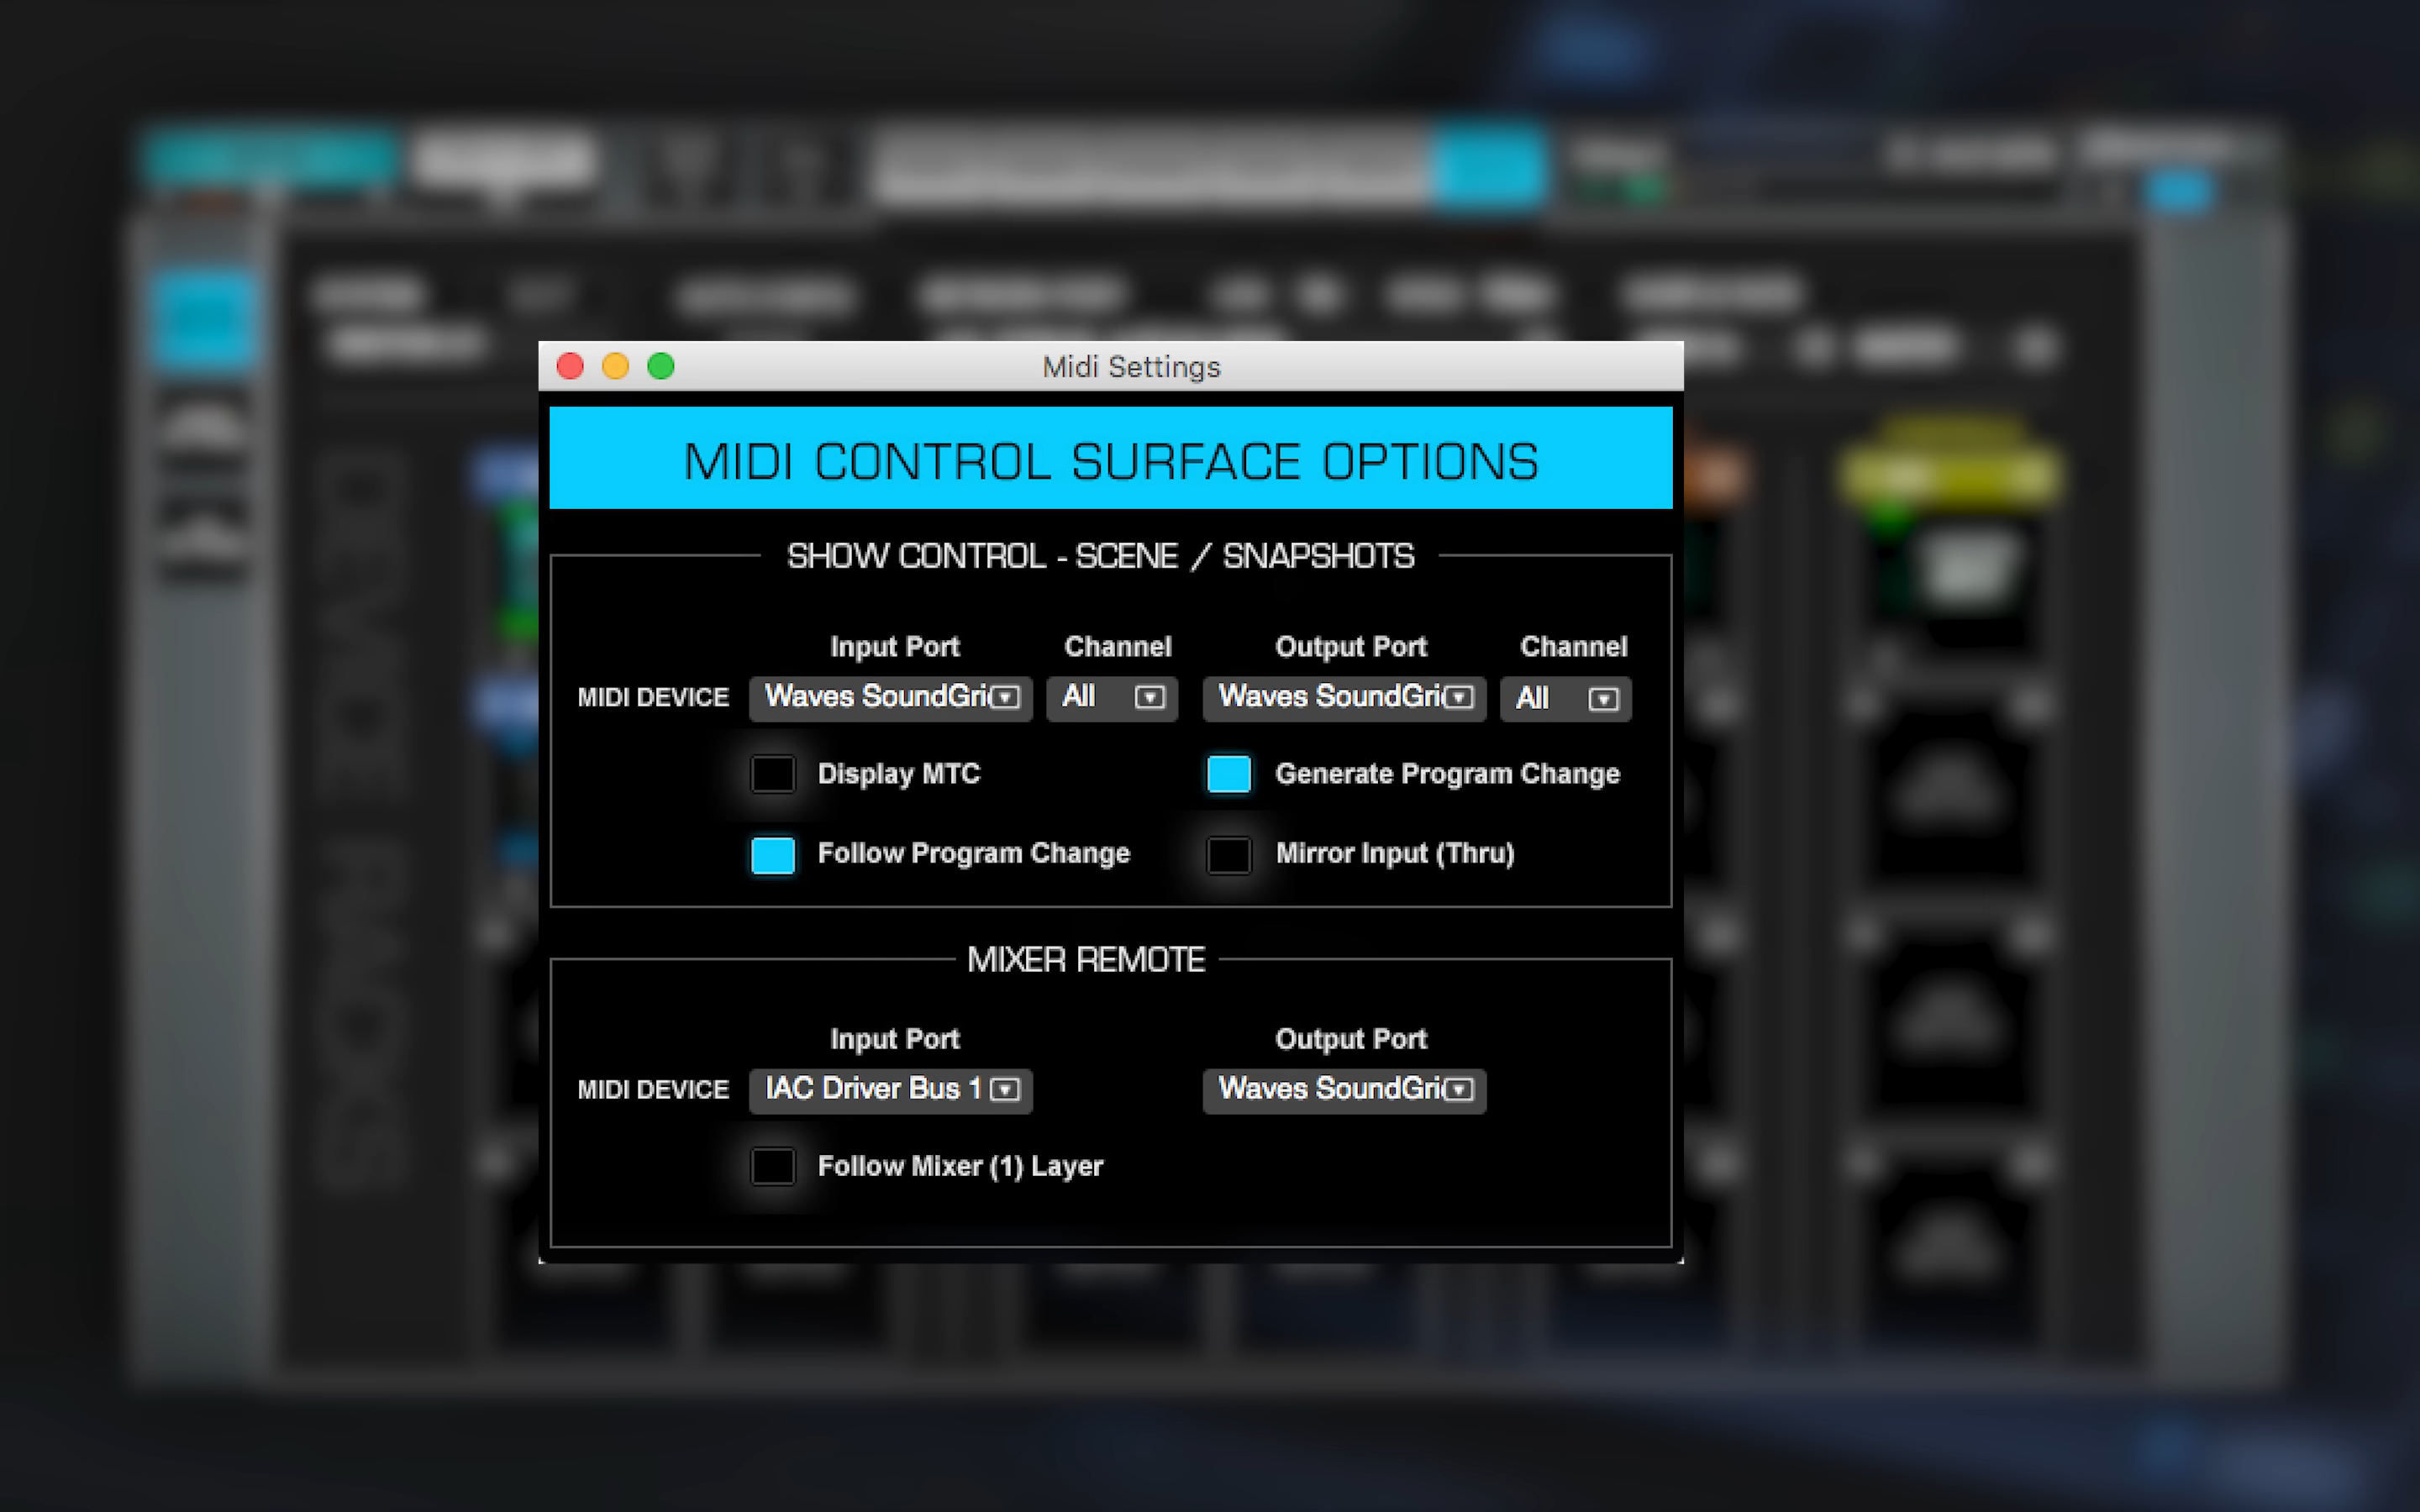 Midi Settings
MIDI CONTROL SURFACE OPTIONS
SHOW CONTROL - SCENE / SNAPSHOTS
Input Port Channel Output Port Channel
MIDI DEVICE Waves SoundGri All Waves SoundGri All
Display MTC Generate Program Change
Follow Program Change Mirror Input (Thru)
MIXER REMOTE
Input Port Output Port
MIDI DEVICE IAC Driver Bus 1 Waves SoundGri
Follow Mixer (1) Layer
DEVICE RACKS